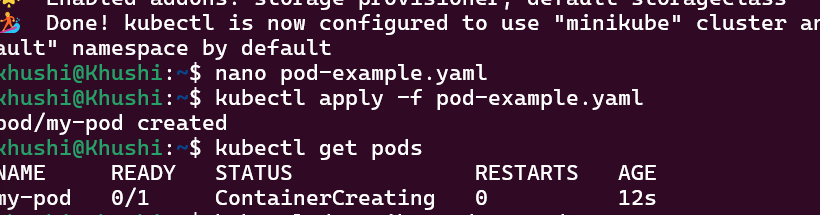 Enabled addons: storage-provisioner, default-storageclass
Done! kubectl is now configured to use "minikube" cluster an
ault" namespace by default
khushi@Khushi:~$ nano pod-example.yaml
khushi@Khushi:~$ kubectl apply -f pod-example.yaml
pod/my-pod created
khushi@Khushi:~$ kubectl get pods
NAME READY STATUS RESTARTS AGE
my-pod 0/1 ContainerCreating 0 12s